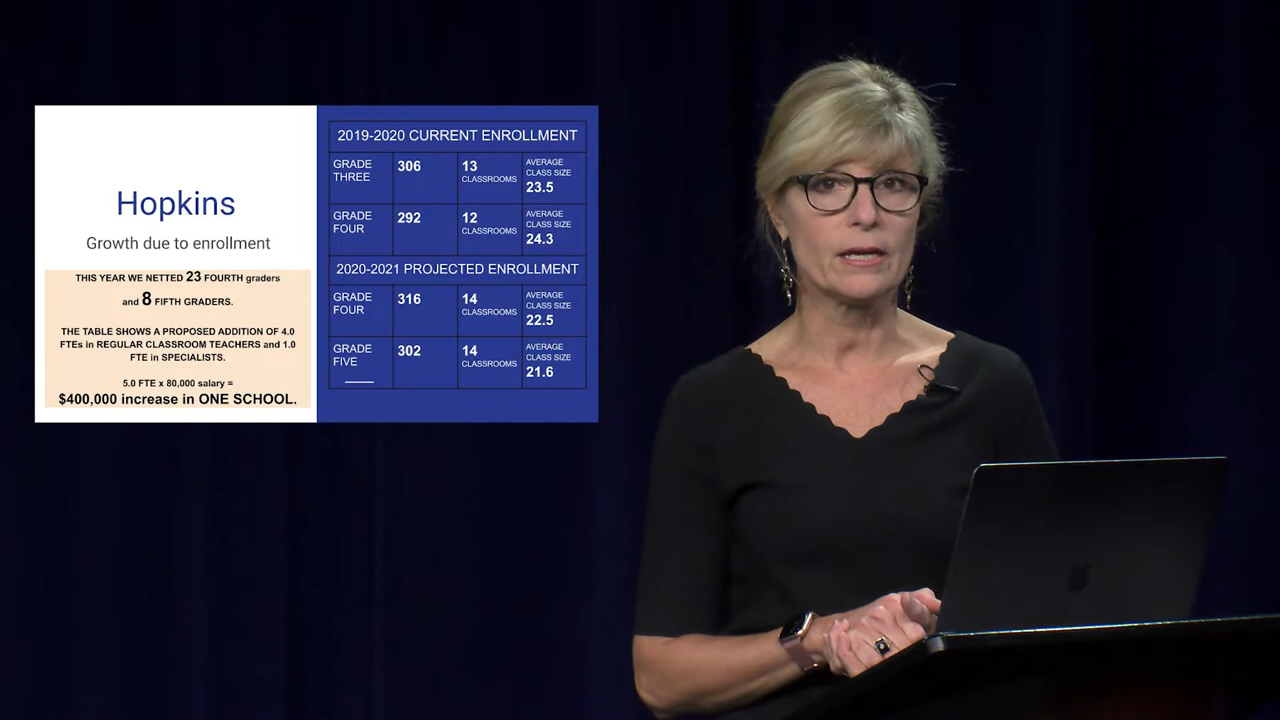 Hopkins
Growth due to enrollment
THIS YEAR WE NETTED 23 FOURTH graders
and 8 FIFTH GRADERS.
THE TABLE SHOWS A PROPOSED ADDITION OF 4.0
FTEs in REGULAR CLASSROOM TEACHERS and 1.0
FTE in SPECIALISTS.
5.0 FTE x 80,000 salary =
$400,000 increase in ONE SCHOOL.
2019-2020 CURRENT ENROLLMENT
GRADE THREE 306 13 CLASSROOMS AVERAGE CLASS SIZE 23.5
GRADE FOUR 292 12 CLASSROOMS AVERAGE CLASS SIZE 24.3
2020-2021 PROJECTED ENROLLMENT
GRADE FOUR 316 14 CLASSROOMS AVERAGE CLASS SIZE 22.5
GRADE FIVE 302 14 CLASSROOMS AVERAGE CLASS SIZE 21.6